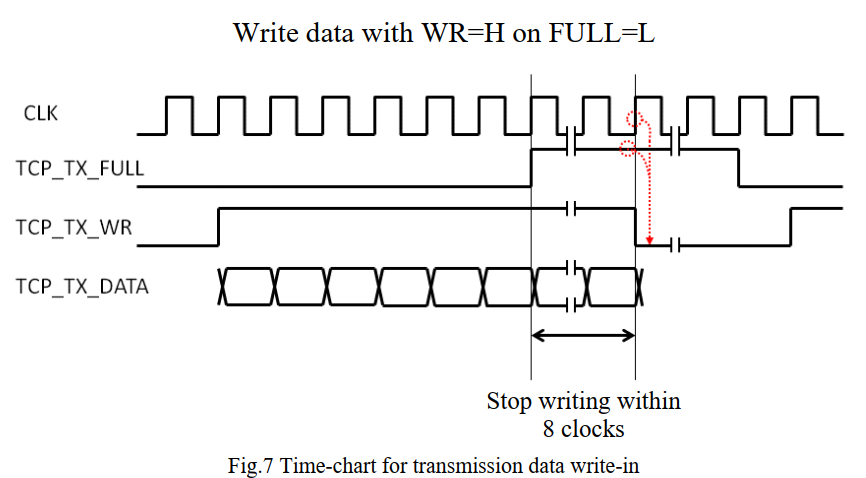 Write data with WR=H on FULL=L
CLK
TCP_TX_FULL
TCP_TX_WR
TCP_TX_DATA
Stop writing within
8 clocks
Fig.7 Time-chart for transmission data write-in